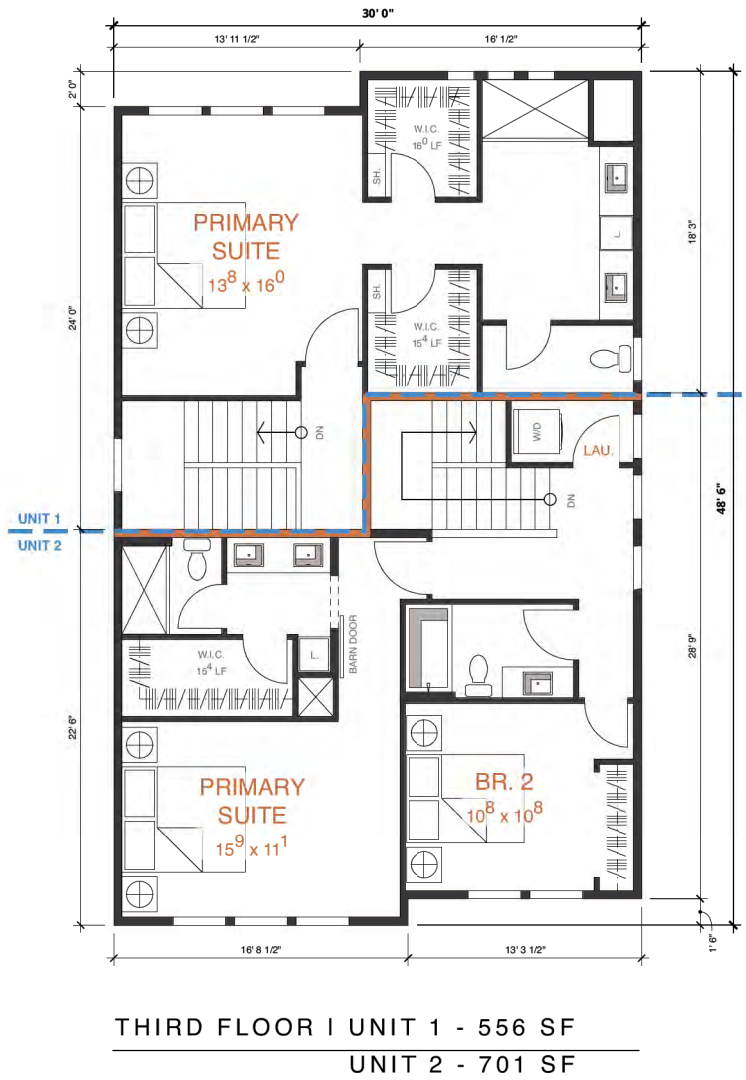 30' 0"
13' 11 1/2"
16' 1/2"
2' 0"
W.I.C.
16⁰ LF
SH.
PRIMARY
SUITE
13⁸ x 16⁰
L.
18' 3"
24' 0"
SH.
W.I.C.
15⁴ LF
DN
W/D
LAU.
DN
48' 6"
UNIT 1
UNIT 2
BARN DOOR
W.I.C.
15⁴ LF
L.
28' 9"
22' 6"
PRIMARY
SUITE
15⁹ x 11¹
BR. 2
10⁸ x 10⁸
1' 6"
16' 8 1/2"
13' 3 1/2"
THIRD FLOOR | UNIT 1 - 556 SF
UNIT 2 - 701 SF